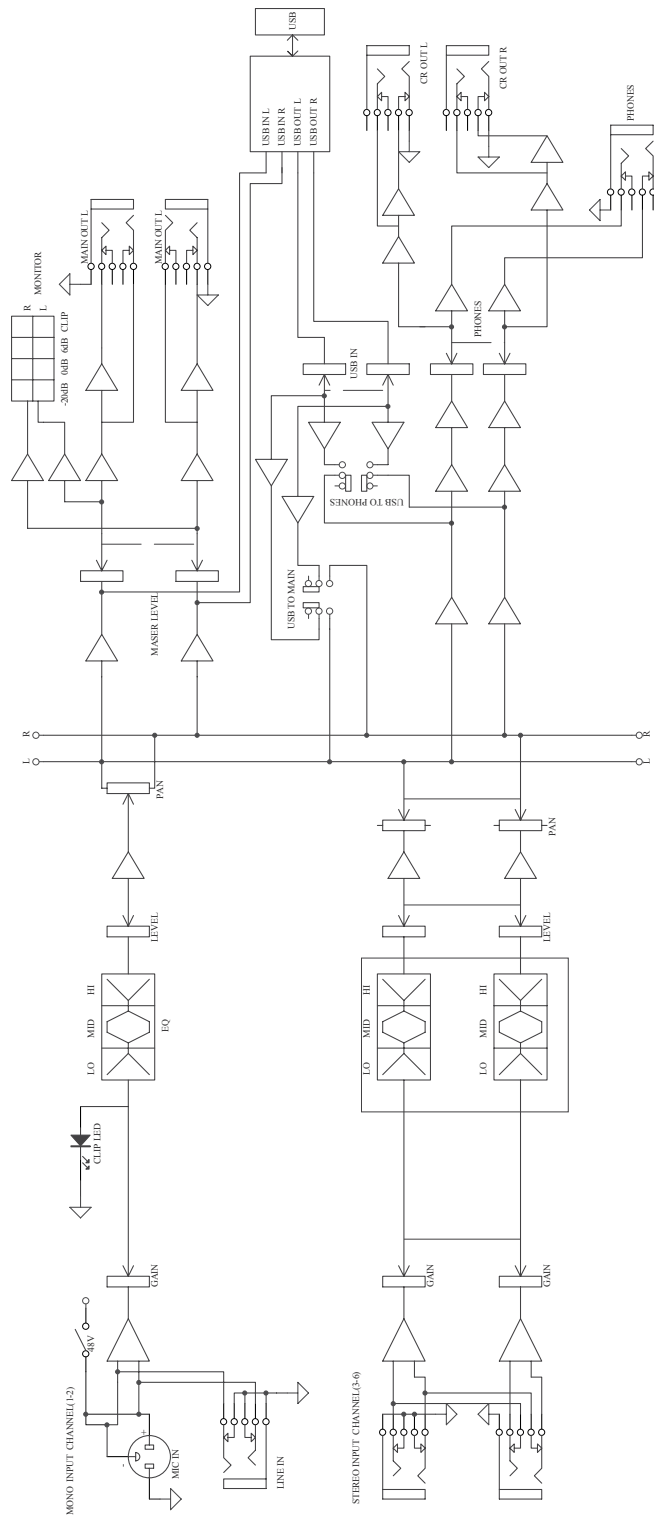 MONO INPUT CHANNEL(1-2)
48V
+
-
MIC IN
LINE IN
GAIN
CLIP LED
LO MID HI
EQ
LEVEL
PAN
L
R
MASER LEVEL
-20dB 0dB 6dB CLIP
R
L
MONITOR
MAIN OUT L
MAIN OUT L
USB
USB IN L
USB IN R
USB OUT L
USB OUT R
USB IN
USB TO MAIN
USB TO PHONES
CR OUT L
CR OUT R
PHONES
PHONES
STEREO INPUT CHANNEL(3-6)
GAIN
GAIN
LO MID HI
LO MID HI
LEVEL
PAN
L
R